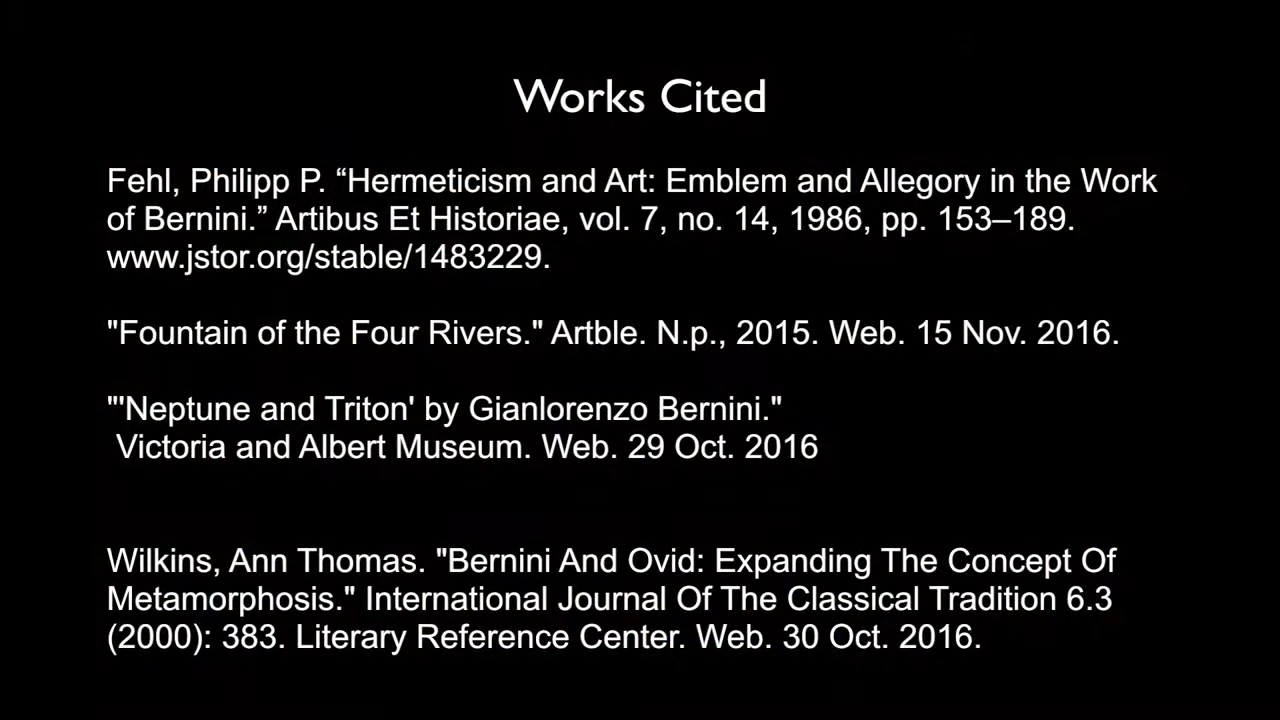 Works Cited
Fehl, Philipp P. “Hermeticism and Art: Emblem and Allegory in the Work
of Bernini.” Artibus Et Historiae, vol. 7, no. 14, 1986, pp. 153–189.
www.jstor.org/stable/1483229.
"Fountain of the Four Rivers." Artble. N.p., 2015. Web. 15 Nov. 2016.
"'Neptune and Triton' by Gianlorenzo Bernini."
Victoria and Albert Museum. Web. 29 Oct. 2016
Wilkins, Ann Thomas. "Bernini And Ovid: Expanding The Concept Of
Metamorphosis." International Journal Of The Classical Tradition 6.3
(2000): 383. Literary Reference Center. Web. 30 Oct. 2016.